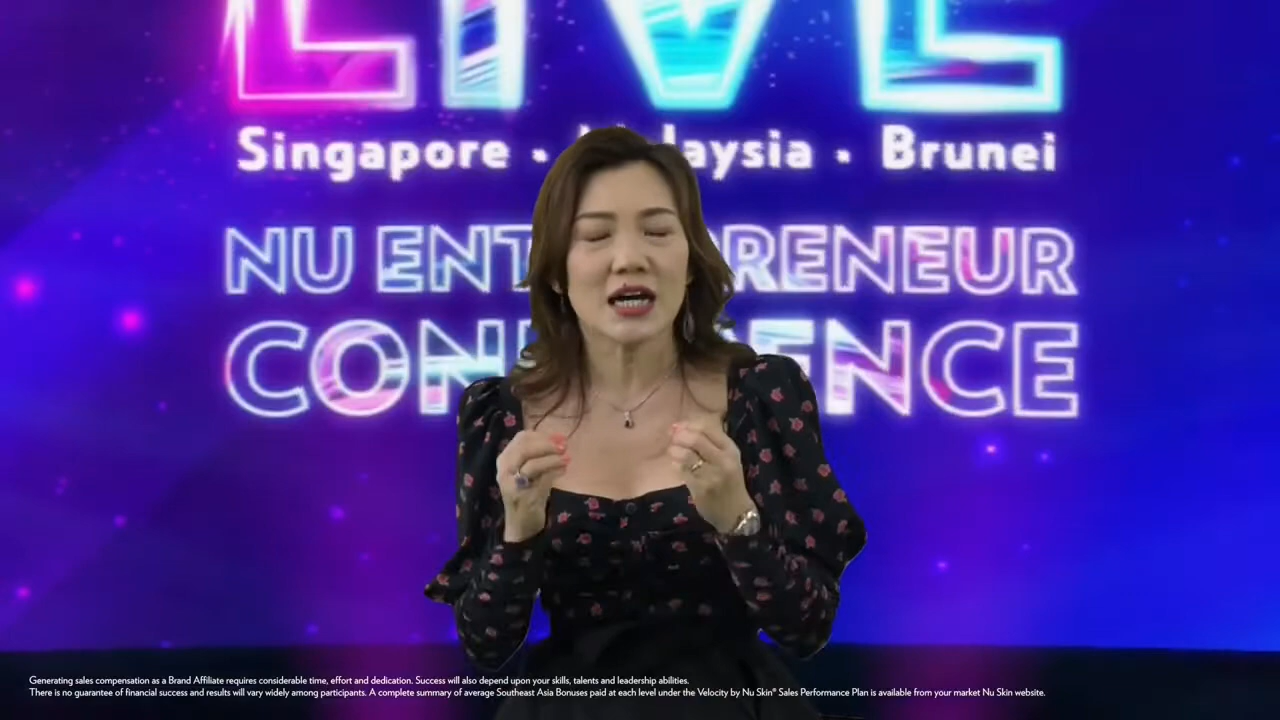 LIVE
Singapore · laysia · Brunei
NU ENT PRENEUR
CON ENCE
Generating sales compensation as a Brand Affiliate requires considerable time, effort and dedication. Success will also depend upon your skills, talents and leadership abilities.
There is no guarantee of financial success and results will vary widely among participants. A complete summary of average Southeast Asia Bonuses paid at each level under the Velocity by Nu Skin® Sales Performance Plan is available from your market Nu Skin website.